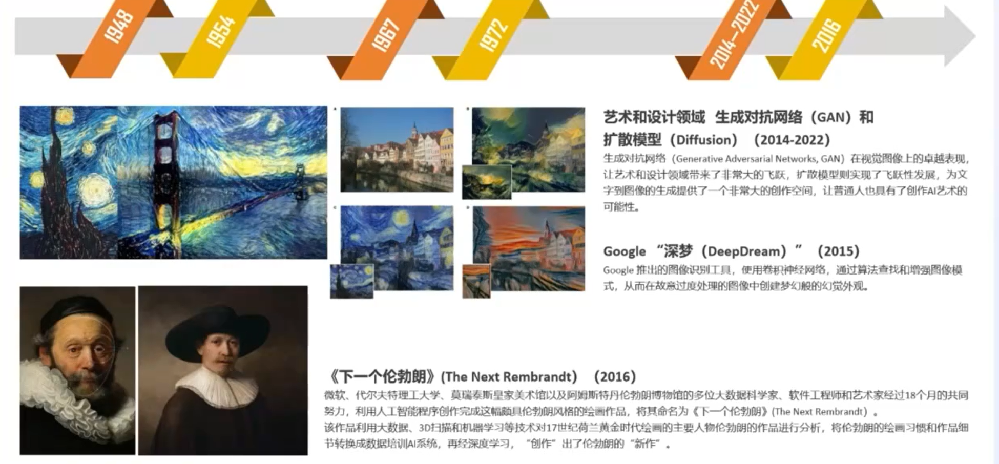 1948
1954
1967
1972
2014—2022
2016
艺术和设计领域 生成对抗网络（GAN）和
扩散模型（Diffusion）（2014-2022）
生成对抗网络（Generative Adversarial Networks, GAN）在视觉图像上的卓越表现，
让艺术和设计领域带来了非常大的飞跃，扩散模型则实现了飞跃性发展，为文
字到图像的生成提供了一个非常大的创作空间，让普通人也具有了创作AI艺术的
可能性。
A
B
C
D
Google “深梦（DeepDream）”（2015）
Google 推出的图像识别工具，使用卷积神经网络，通过算法查找和增强图像模
式，从而在故意过度处理的图像中创建梦幻般的幻觉外观。
《下一个伦勃朗》(The Next Rembrandt）（2016）
微软、代尔夫特理工大学、莫瑞泰斯皇家美术馆以及阿姆斯特丹伦勃朗博物馆的多位大数据科学家、软件工程师和艺术家经过18个月的共同
努力，利用人工智能程序创作完成这幅颇具伦勃朗风格的绘画作品，将其命名为《下一个伦勃朗》(The Next Rembrandt）。
该作品利用大数据、3D扫描和机器学习等技术对17世纪荷兰黄金时代绘画的主要人物伦勃朗的作品进行分析，将伦勃朗的绘画习惯和作品细
节转换成数据培训AI系统，再经深度学习，“创作”出了伦勃朗的“新作”。